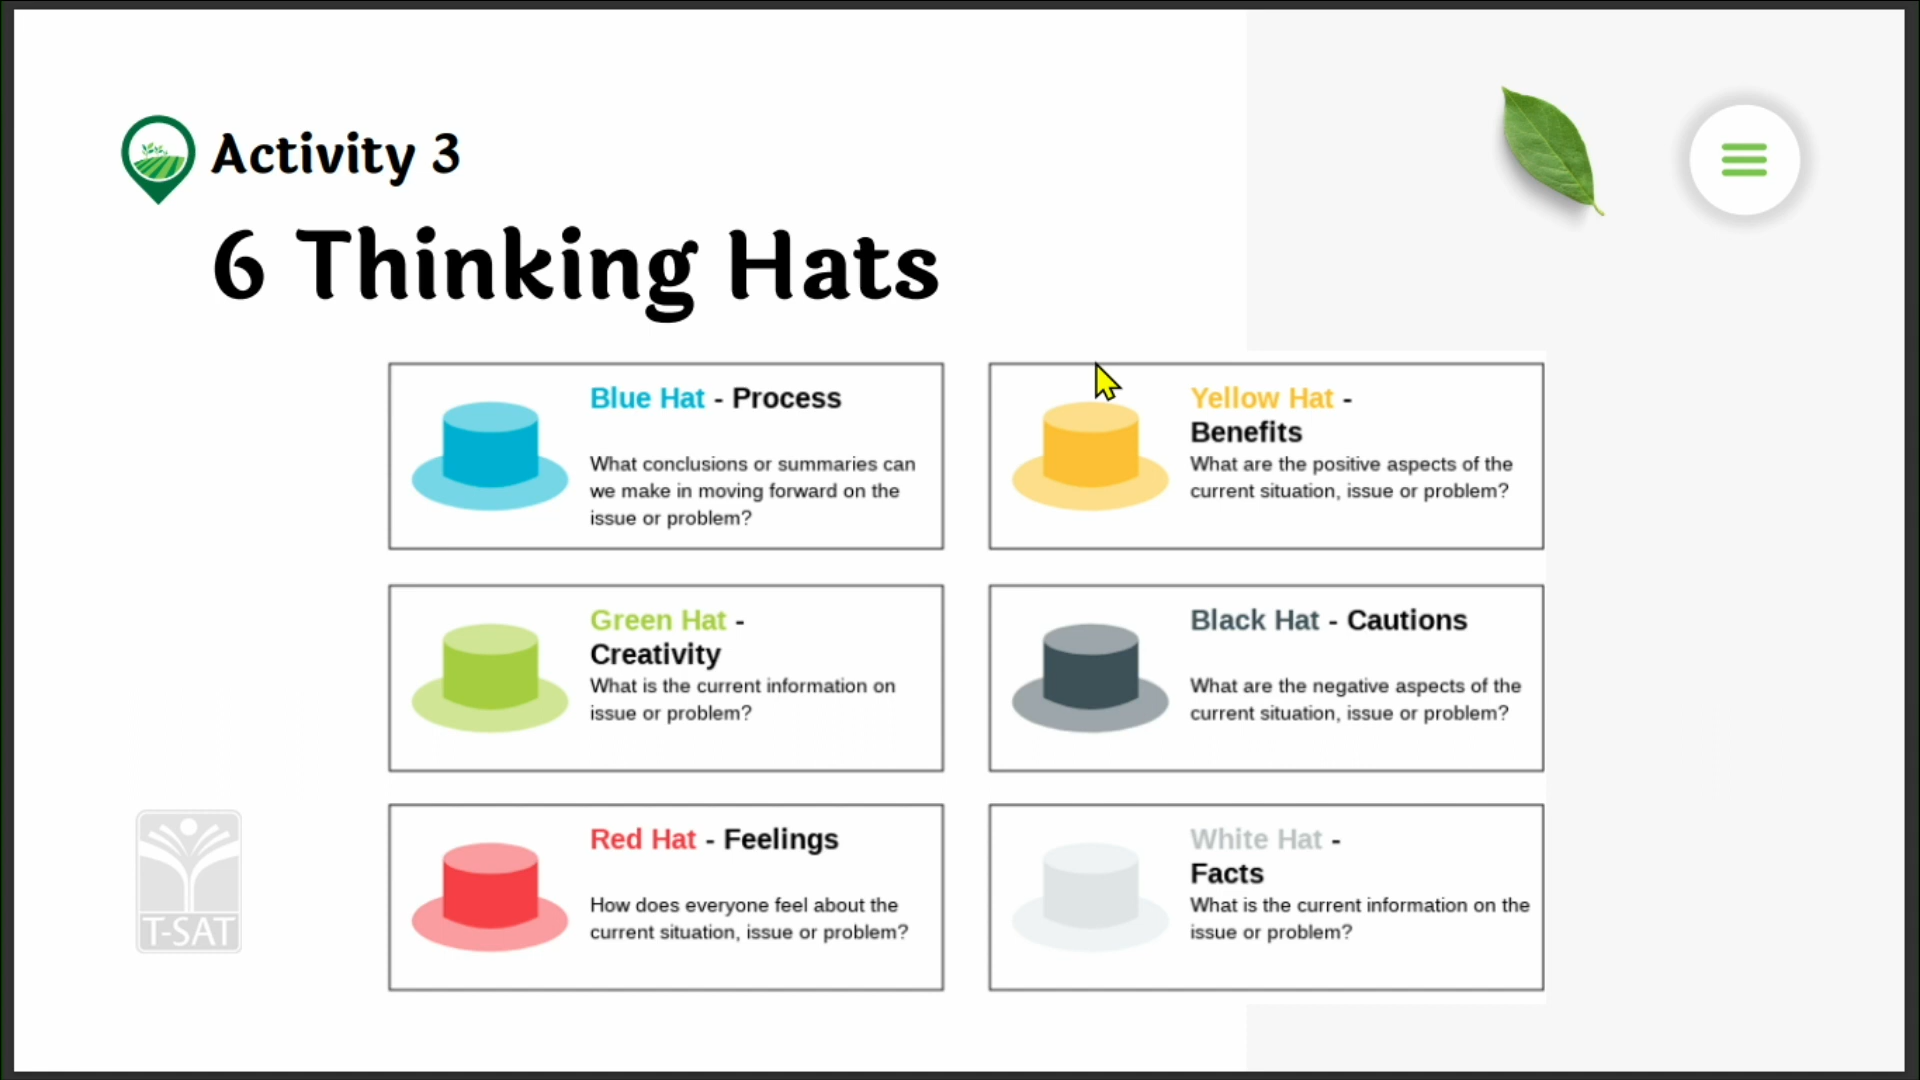 Activity 3
6 Thinking Hats
Blue Hat - Process
What conclusions or summaries can
we make in moving forward on the
issue or problem?
Yellow Hat -
Benefits
What are the positive aspects of the
current situation, issue or problem?
Green Hat -
Creativity
What is the current information on
issue or problem?
Black Hat - Cautions
What are the negative aspects of the
current situation, issue or problem?
Red Hat - Feelings
How does everyone feel about the
current situation, issue or problem?
White Hat -
Facts
What is the current information on the
issue or problem?
T-SAT